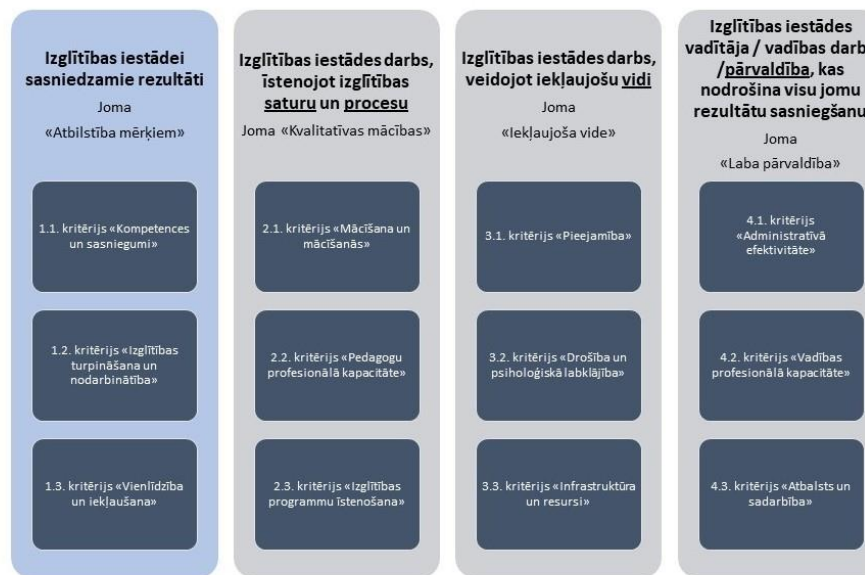 Izglītības iestādei
sasniedzamie rezultāti
Joma
«Atbilstība mērķiem»
1.1. kritērijs «Kompetences
un sasniegumi»
1.2. kritērijs «Izglītības
turpināšana un
nodarbinātība»
1.3. kritērijs «Vienlīdzība
un iekļaušana»
Izglītības iestādes darbs,
īstenojot izglītības
saturu un procesu
Joma «Kvalitatīvas mācības»
2.1. kritērijs «Mācīšana un
mācīšanās»
2.2. kritērijs «Pedagogu
profesionālā kapacitāte»
2.3. kritērijs «Izglītības
programmu īstenošana»
Izglītības iestādes darbs,
veidojot iekļaujošu vidi
Joma
«Iekļaujoša vide»
3.1. kritērijs «Pieejamība»
3.2. kritērijs «Drošība un
psiholoģiskā labklājība»
3.3. kritērijs «Infrastruktūra
un resursi»
Izglītības iestādes
vadītāja / vadības darb
/pārvaldība, kas
nodrošina visu jomu
rezultātu sasniegšanu
Joma
«Laba pārvaldība»
4.1. kritērijs
«Administratīvā
efektivitāte»
4.2. kritērijs «Vadības
profesionālā kapacitāte»
4.3. kritērijs «Atbalsts un
sadarbība»